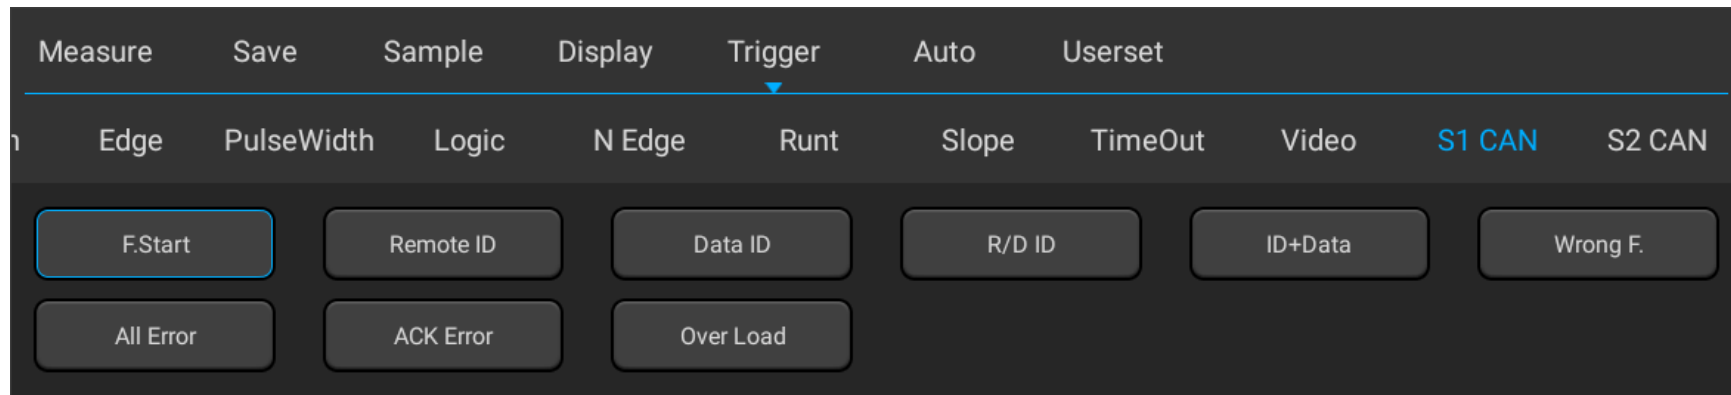 Measure Save Sample Display Trigger Auto Userset
Edge PulseWidth Logic N Edge Runt Slope TimeOut Video S1 CAN S2 CAN
F.Start Remote ID Data ID R/D ID ID+Data Wrong F.
All Error ACK Error Over Load